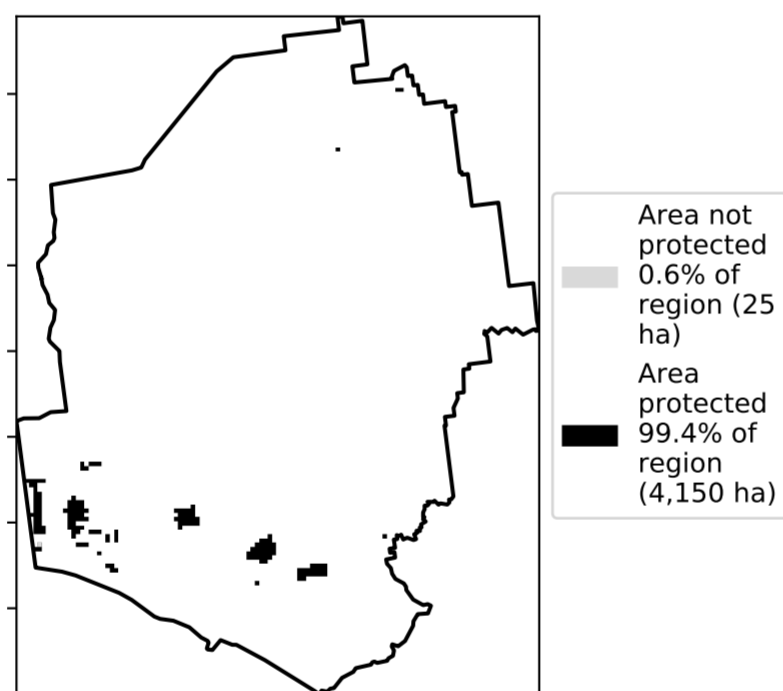 Area not
protected
0.6% of
region (25
ha)
Area
protected
99.4% of
region
(4,150 ha)